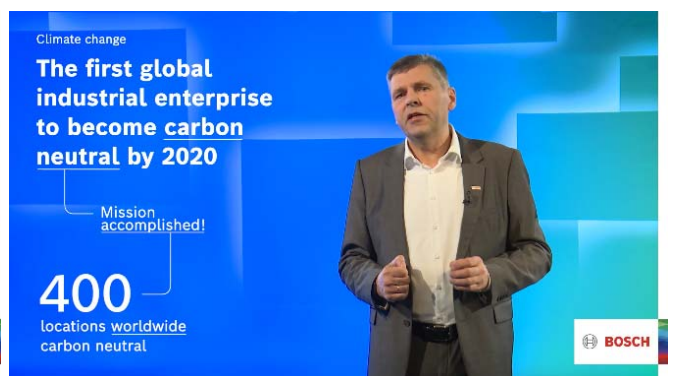 Climate change
The first global
industrial enterprise
to become carbon
neutral by 2020
Mission
accomplished!
400
locations worldwide
carbon neutral
BOSCH